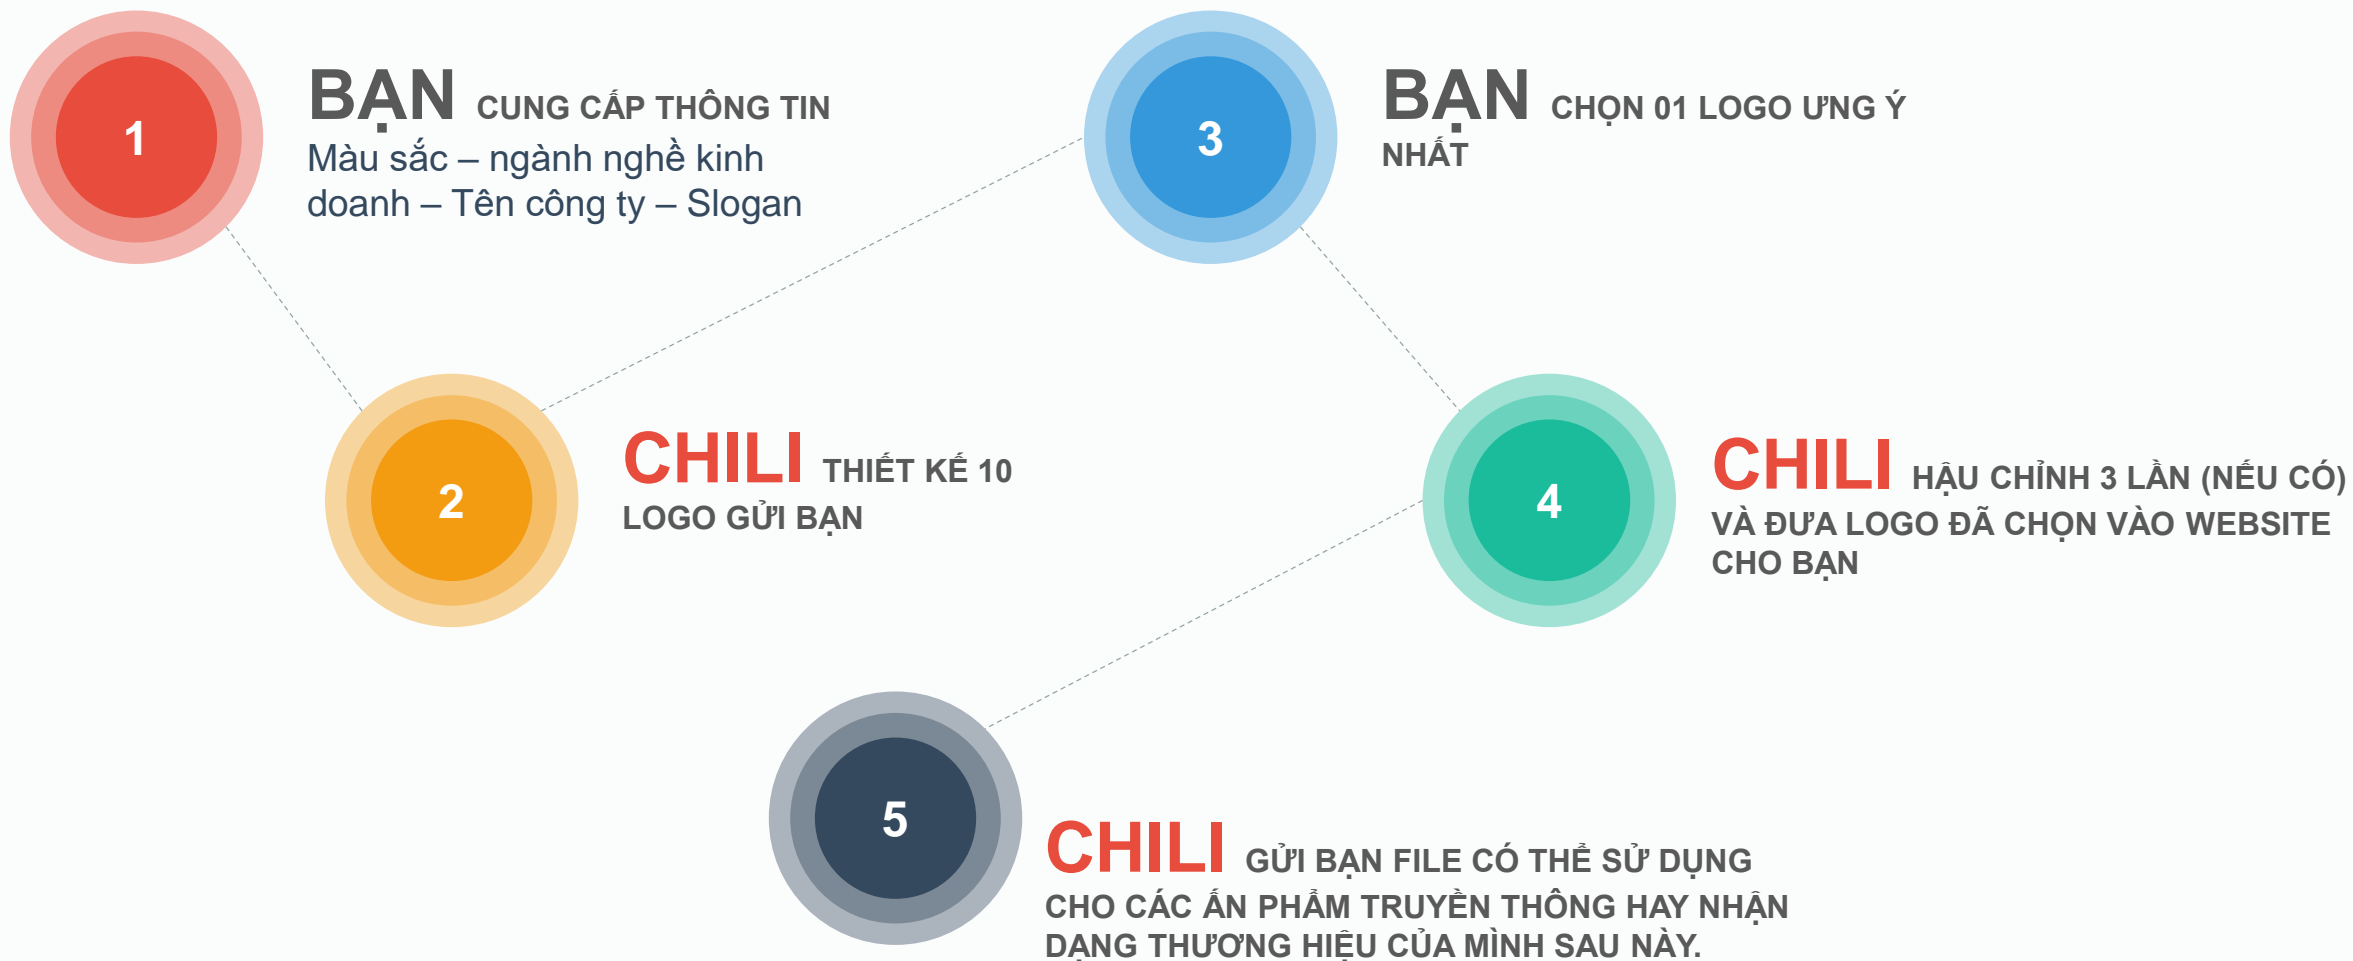 1
BẠN CUNG CẤP THÔNG TIN
Màu sắc – ngành nghề kinh
doanh – Tên công ty – Slogan
2
CHILI THIẾT KẾ 10
LOGO GỬI BẠN
3
BẠN CHỌN 01 LOGO ƯNG Ý
NHẤT
4
CHILI HẬU CHỈNH 3 LẦN (NẾU CÓ)
VÀ ĐƯA LOGO ĐÃ CHỌN VÀO WEBSITE
CHO BẠN
5
CHILI GỬI BẠN FILE CÓ THỂ SỬ DỤNG
CHO CÁC ẤN PHẨM TRUYỀN THÔNG HAY NHẬN
DẠNG THƯƠNG HIỆU CỦA MÌNH SAU NÀY.